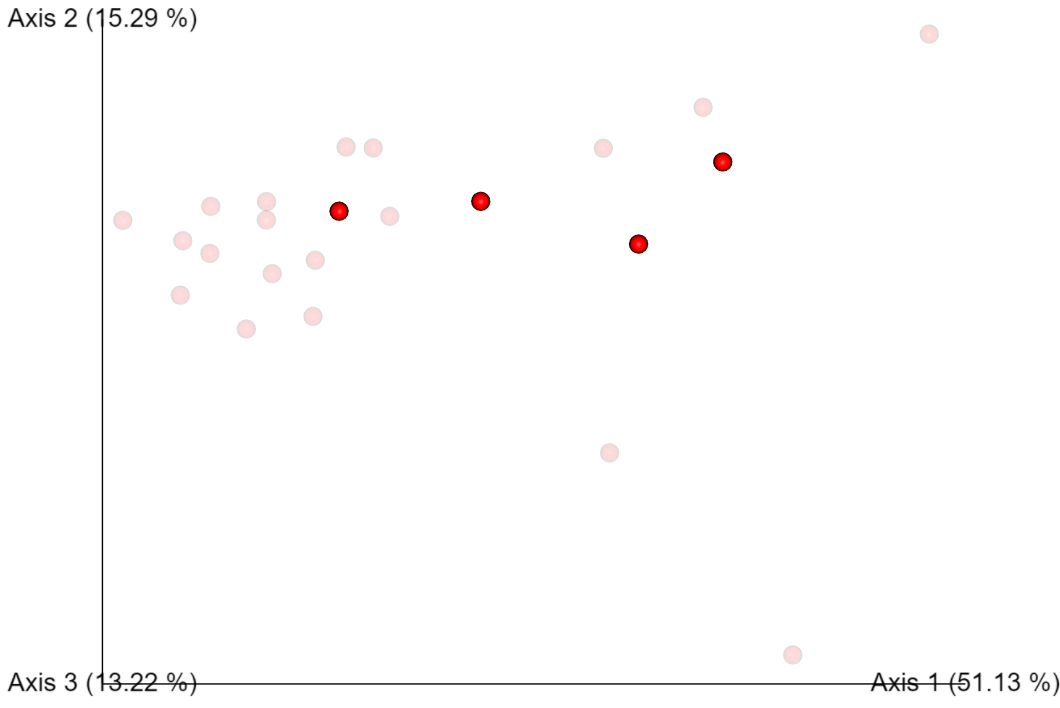 Axis 2 (15.29 %)
Axis 3 (13.22 %)
Axis 1 (51.13 %)